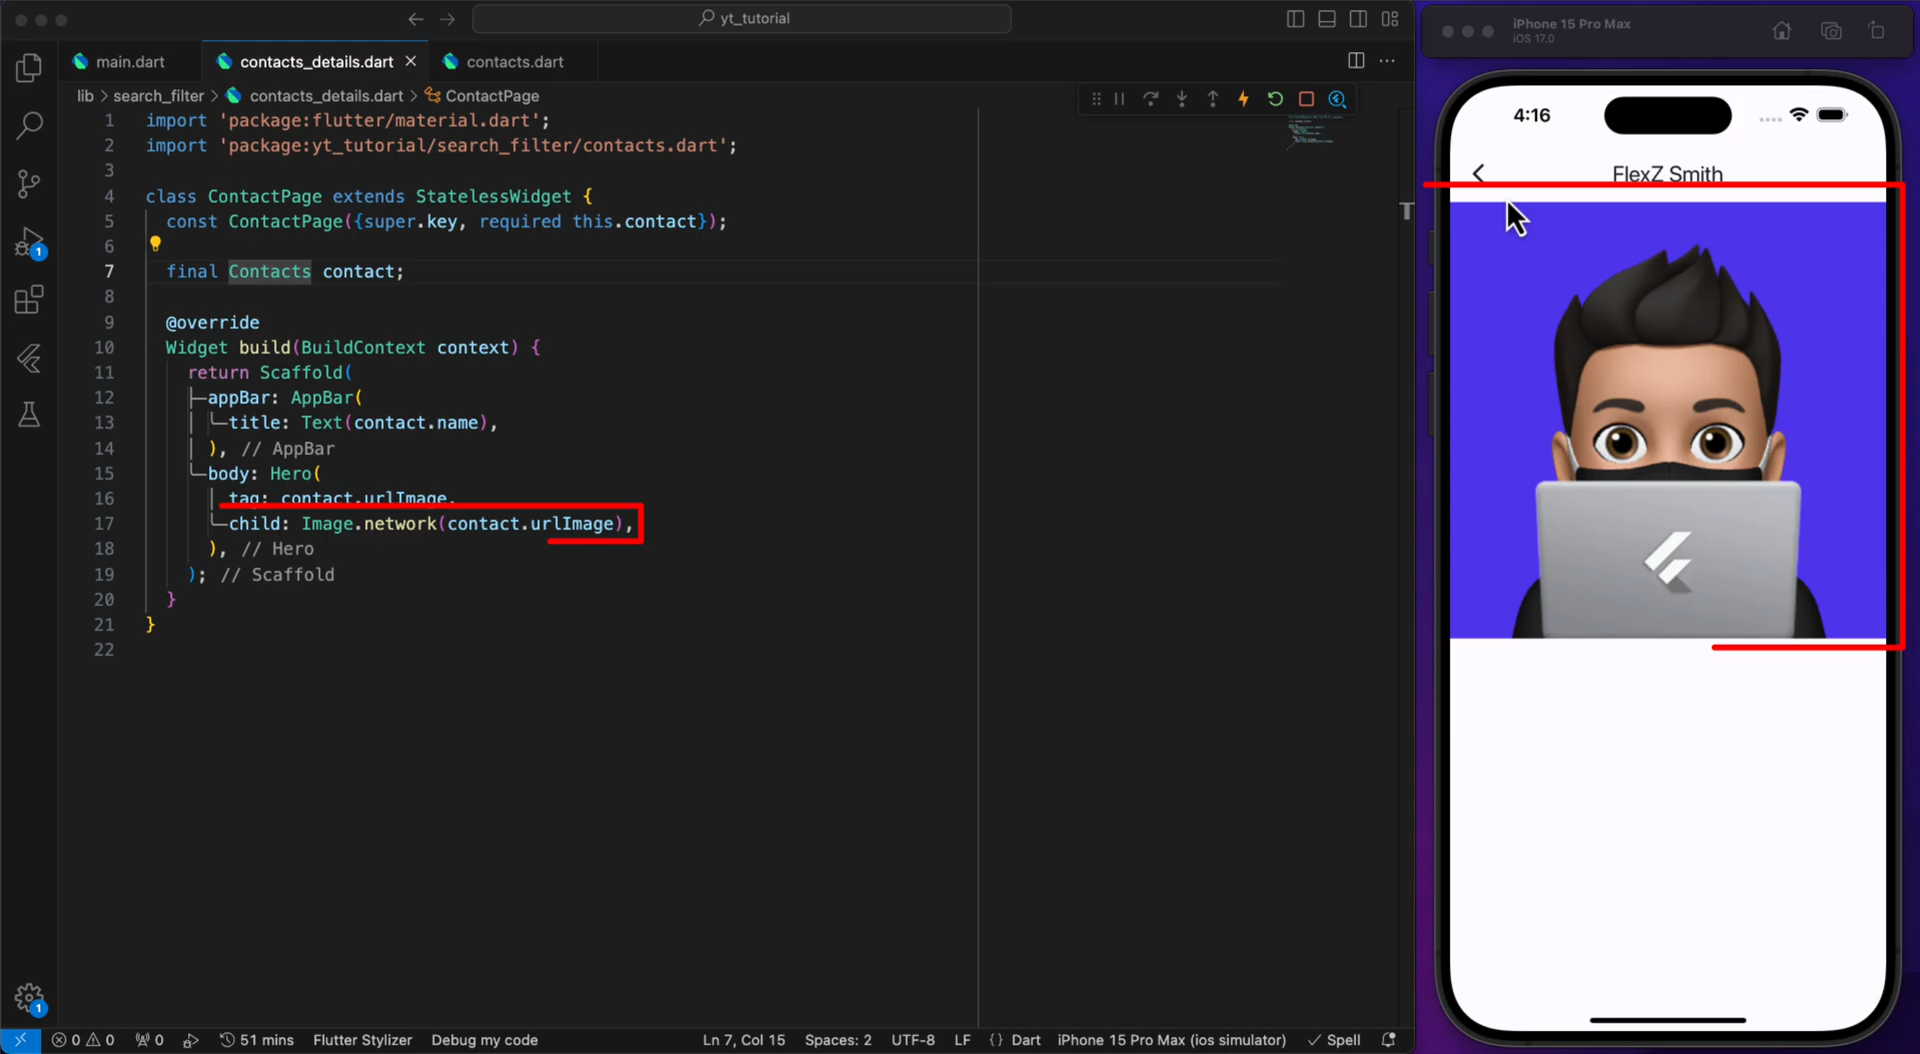 yt_tutorial
iPhone 15 Pro Max
iOS 17.0
main.dart
contacts_details.dart
contacts.dart
lib > search_filter > contacts_details.dart > ContactPage
1 import 'package:flutter/material.dart';
2 import 'package:yt_tutorial/search_filter/contacts.dart';
3
4 class ContactPage extends StatelessWidget {
5 const ContactPage({super.key, required this.contact});
6
7 final Contacts contact;
8
9 @override
10 Widget build(BuildContext context) {
11 return Scaffold(
12 appBar: AppBar(
13 title: Text(contact.name),
14 ), // AppBar
15 body: Hero(
16 tag: contact.urlImage,
17 child: Image.network(contact.urlImage),
18 ), // Hero
19 ); // Scaffold
20 }
21 }
22
1
1
4:16
FlexZ Smith
0 0 0 51 mins Flutter Stylizer Debug my code Ln 7, Col 15 Spaces: 2 UTF-8 LF {} Dart iPhone 15 Pro Max (ios simulator) Spell